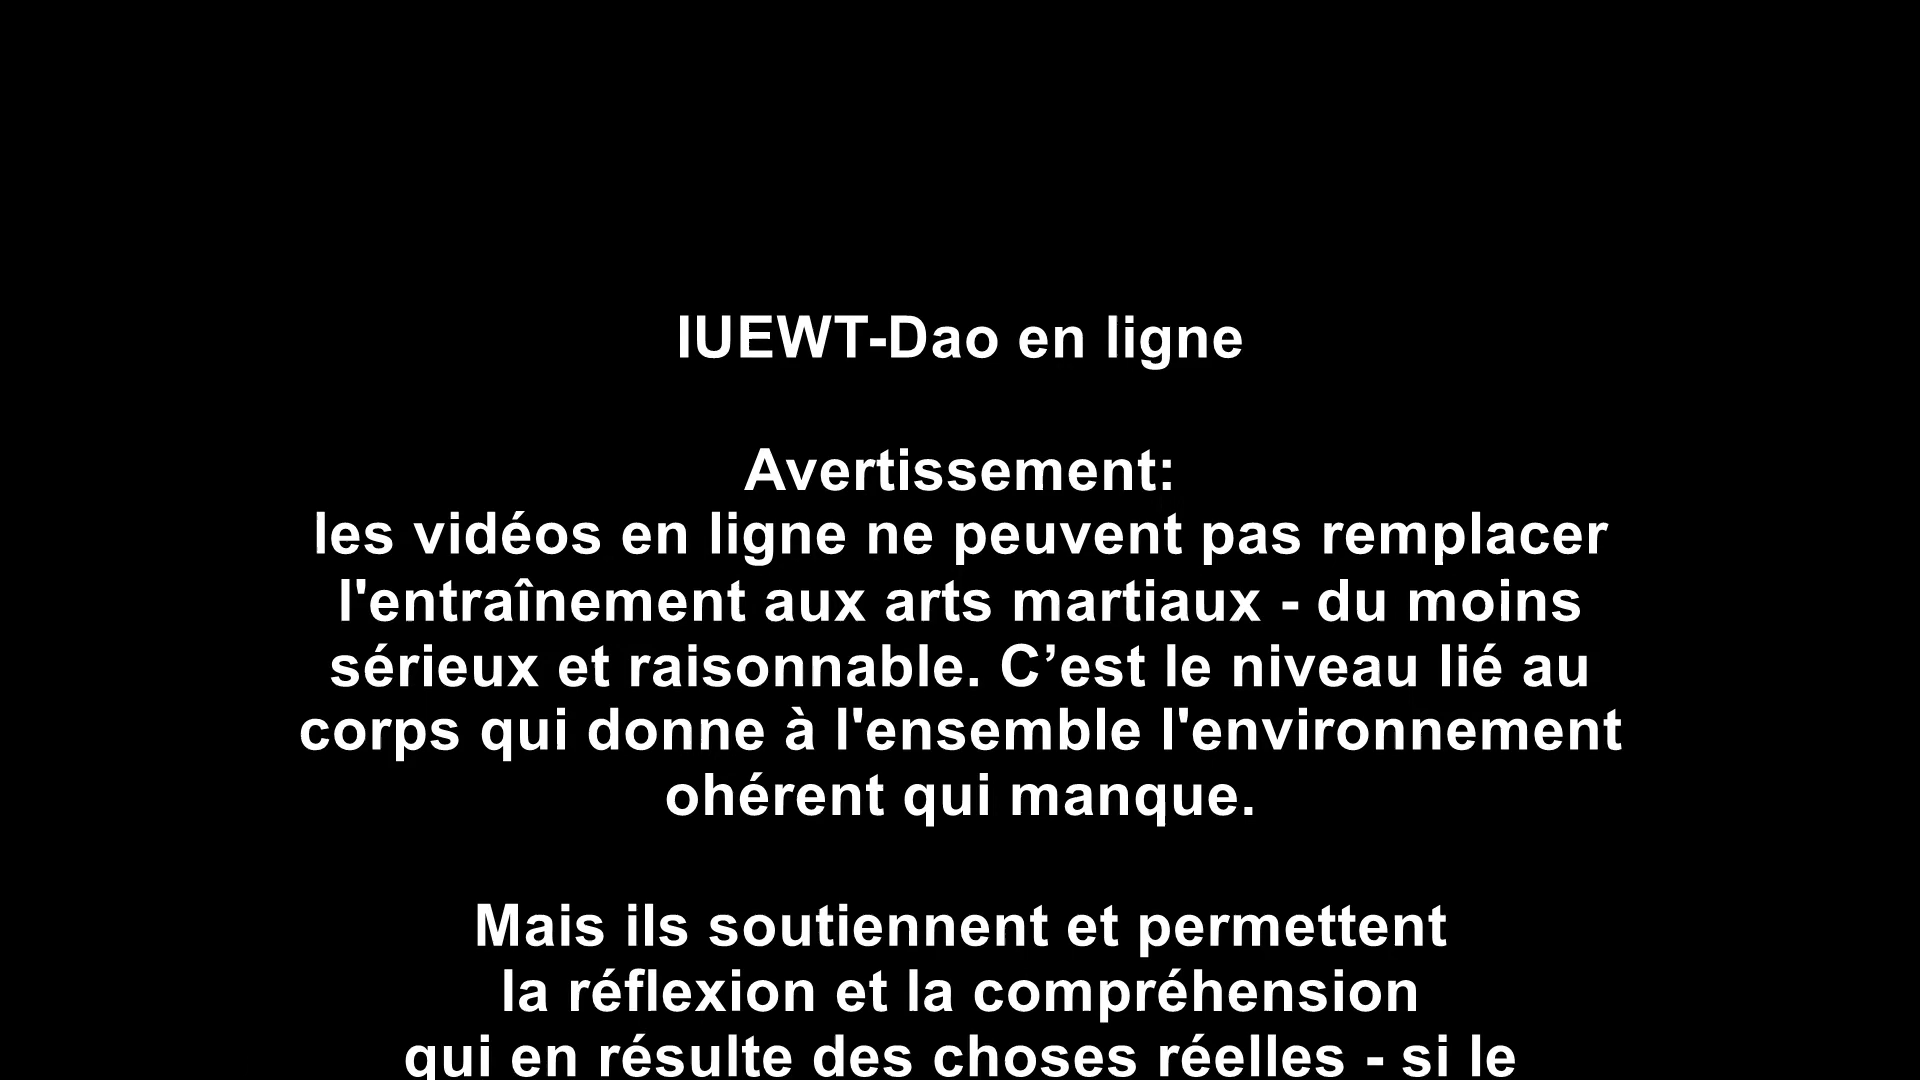 IUEWT-Dao en ligne
Avertissement:
les vidéos en ligne ne peuvent pas remplacer
l'entraînement aux arts martiaux - du moins
sérieux et raisonnable. C’est le niveau lié au
corps qui donne à l'ensemble l'environnement
ohérent qui manque.
Mais ils soutiennent et permettent
la réflexion et la compréhension
qui en résulte des choses réelles - si le